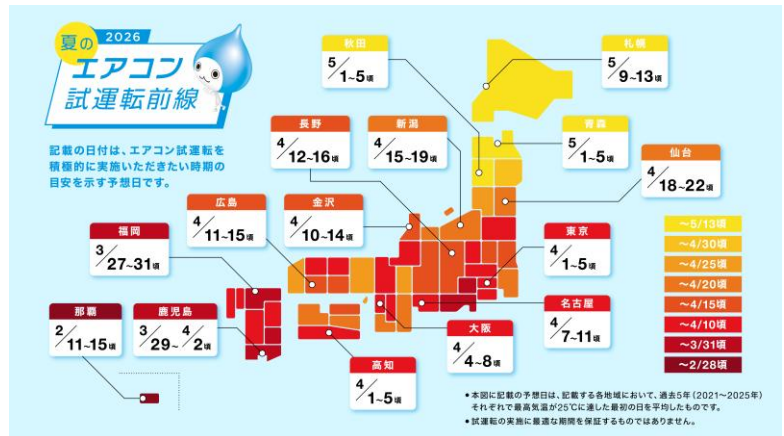 夏の
2026
エアコン
試運転前線
記載の日付は、エアコン試運転を
積極的に実施いただきたい時期の
目安を示す予想日です。
秋田
5/1~5頃
札幌
5/9~13頃
長野
4/12~16頃
新潟
4/15~19頃
青森
5/1~5頃
仙台
4/18~22頃
広島
4/11~15頃
金沢
4/10~14頃
福岡
3/27~31頃
東京
4/1~5頃
那覇
2/11~15頃
鹿児島
3/29~4/2頃
名古屋
4/7~11頃
大阪
4/4~8頃
高知
4/1~5頃
~5/13頃
~4/30頃
~4/25頃
~4/20頃
~4/15頃
~4/10頃
~3/31頃
~2/28頃
●本図に記載の予想日は、記載する各地域において、過去5年(2021~2025年)
それぞれで最高気温が25℃に達した最初の日を平均したものです。
●試運転の実施に最適な期間を保証するものではありません。